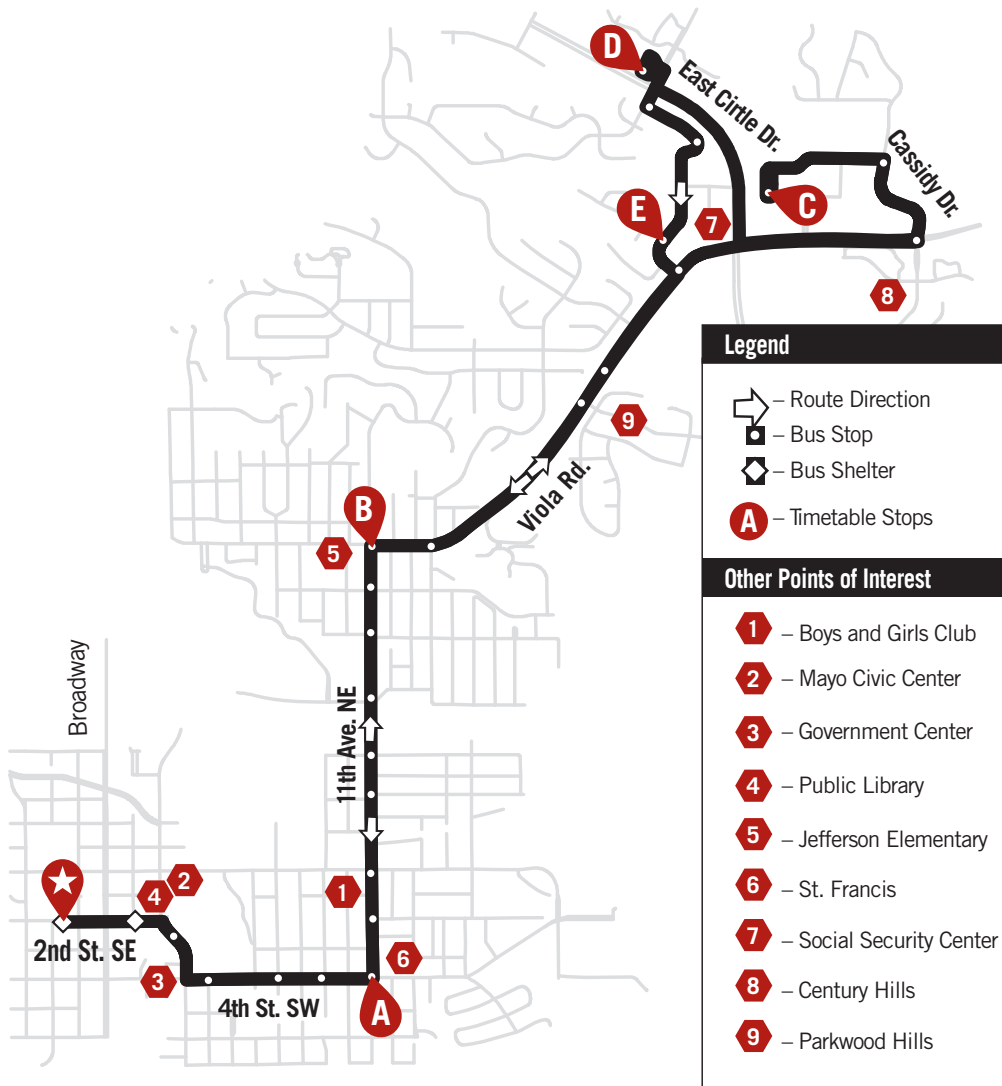 D
East Cirtle Dr.
Cassidy Dr.
C
E
7
8
9
Viola Rd.
B
5
Broadway
11th Ave. NE
1
2
4
2nd St. SE
3
4th St. SW
6
A
Legend
– Route Direction
– Bus Stop
– Bus Shelter
A – Timetable Stops
Other Points of Interest
1 – Boys and Girls Club
2 – Mayo Civic Center
3 – Government Center
4 – Public Library
5 – Jefferson Elementary
6 – St. Francis
7 – Social Security Center
8 – Century Hills
9 – Parkwood Hills